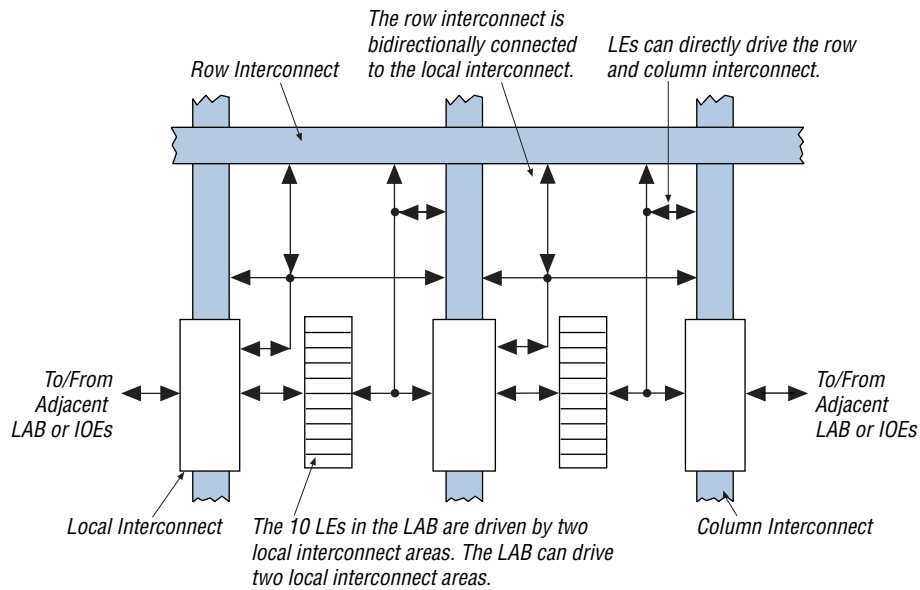 The row interconnect is
bidirectionally connected
to the local interconnect.
LEs can directly drive the row
and column interconnect.
Row Interconnect
To/From
Adjacent
LAB or IOEs
To/From
Adjacent
LAB or IOEs
Local Interconnect
The 10 LEs in the LAB are driven by two
local interconnect areas. The LAB can drive
two local interconnect areas.
Column Interconnect